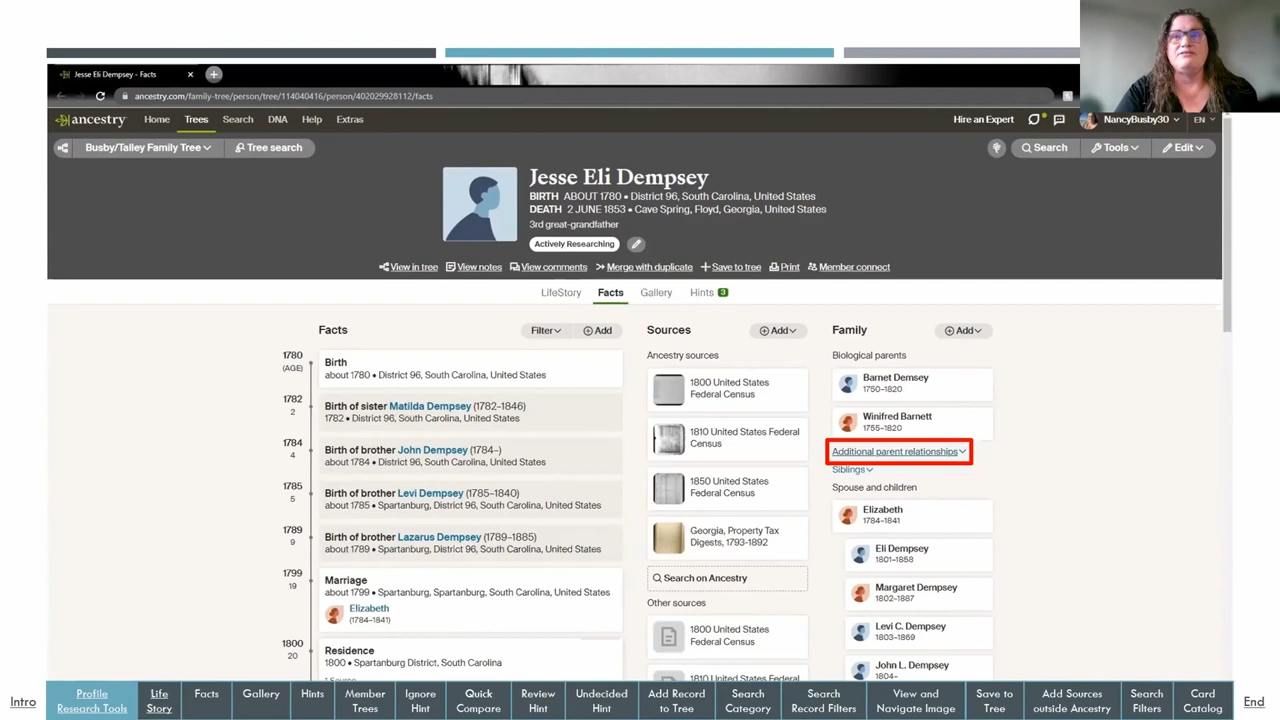 Jesse Eli Dempsey - Facts
ancestry.com/family-tree/person/tree/114040416/person/402029928112/facts
ancestry Home Trees Search DNA Help Extras Hire an Expert NancyBusby30 EN
Busby/Talley Family Tree Tree search Search Tools Edit
Jesse Eli Dempsey
BIRTH ABOUT 1780 • District 96, South Carolina, United States
DEATH 2 JUNE 1853 • Cave Spring, Floyd, Georgia, United States
3rd great-grandfather
Actively Researching
View in tree View notes View comments Merge with duplicate Save to tree Print Member connect
LifeStory Facts Gallery Hints 3
Facts Filter Add
1780
(AGE)
Birth
about 1780 • District 96, South Carolina, United States
1782
2
Birth of sister Matilda Dempsey (1782–1846)
1782 • District 96, South Carolina, United States
1784
4
Birth of brother John Dempsey (1784–)
about 1784 • District 96, South Carolina, United States
1785
5
Birth of brother Levi Dempsey (1785–1840)
about 1785 • Spartanburg, District 96, South Carolina, United States
1789
9
Birth of brother Lazarus Dempsey (1789–1885)
about 1789 • Spartanburg, District 96, South Carolina, United States
1799
19
Marriage
about 1799 • Spartanburg, Spartanburg, South Carolina, United States
Elizabeth
(1784–1841)
1800
20
Residence
1800 • Spartanburg District, South Carolina
Sources Add
Ancestry sources
1800 United States
Federal Census
1810 United States Federal
Census
1850 United States
Federal Census
Georgia, Property Tax
Digests, 1793-1892
Search on Ancestry
Other sources
1800 United States
Federal Census
1810 United States
Family Add
Biological parents
Barnet Demsey
1750–1820
Winifred Barnett
1755–1820
Additional parent relationships
Siblings
Spouse and children
Elizabeth
1784–1841
Eli Dempsey
1801–1858
Margaret Dempsey
1802–1887
Levi C. Dempsey
1803–1869
John L. Dempsey
1804–
Intro
Profile
Research Tools
Life
Story
Facts
Gallery
Hints
Member
Trees
Ignore
Hint
Quick
Compare
Review
Hint
Undecided
Hint
Add Record
to Tree
Search
Category
Search
Record Filters
View and
Navigate Image
Save to
Tree
Add Sources
outside Ancestry
Search
Filters
Card
Catalog
End